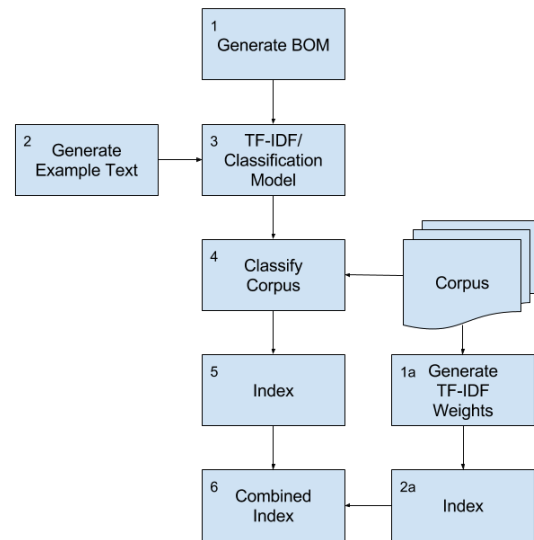 1
Generate BOM
2
Generate
Example Text
3
TF-IDF/
Classification
Model
4
Classify
Corpus
Corpus
5
Index
1a
Generate
TF-IDF
Weights
6
Combined
Index
2a
Index